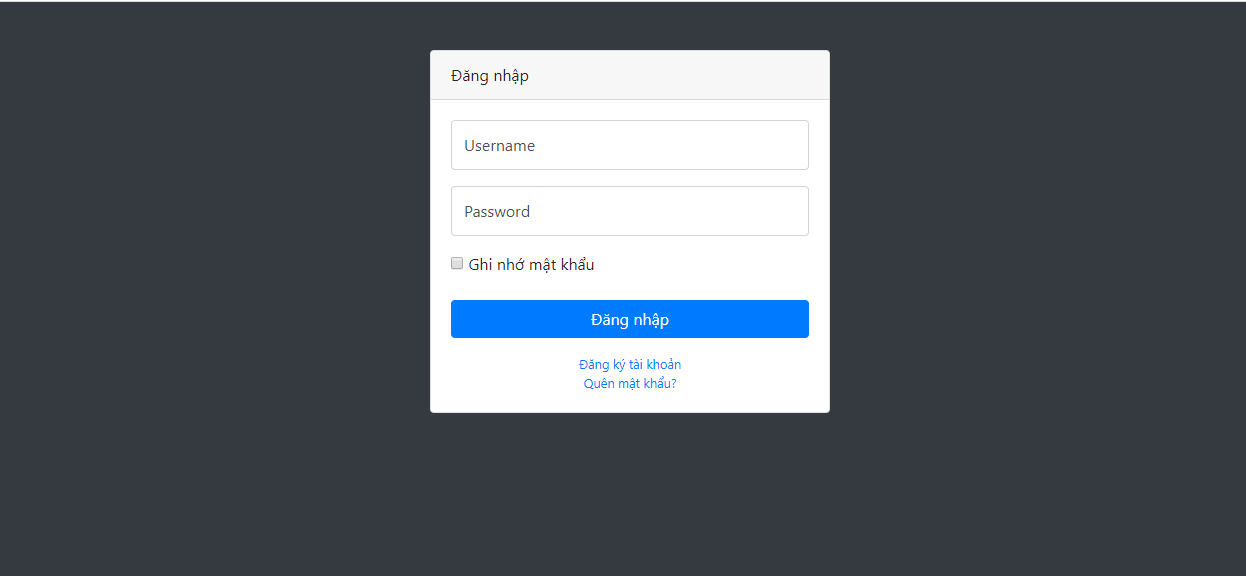 Đăng nhập
Username
Password
Ghi nhớ mật khẩu
Đăng nhập
Đăng ký tài khoản
Quên mật khẩu?